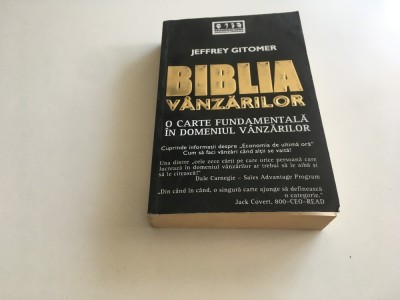 JEFFREY GITOMER
BIBLIA
VÂNZĂRILOR
O CARTE FUNDAMENTALĂ
ÎN DOMENIUL VÂNZĂRILOR
Cuprinde informații despre „Economia de ultimă oră"
Cum să faci vânzări când alții se vaită!
Una dintre „cele zece cărți pe care orice persoană care
lucrează în domeniul vânzărilor ar trebui să le aibă și
să le citească!"
Dale Carnegie – Sales Advantage Program
„Din când în când, o singură carte ajunge să definească
o categorie."
Jack Covert, 800–CEO–READ